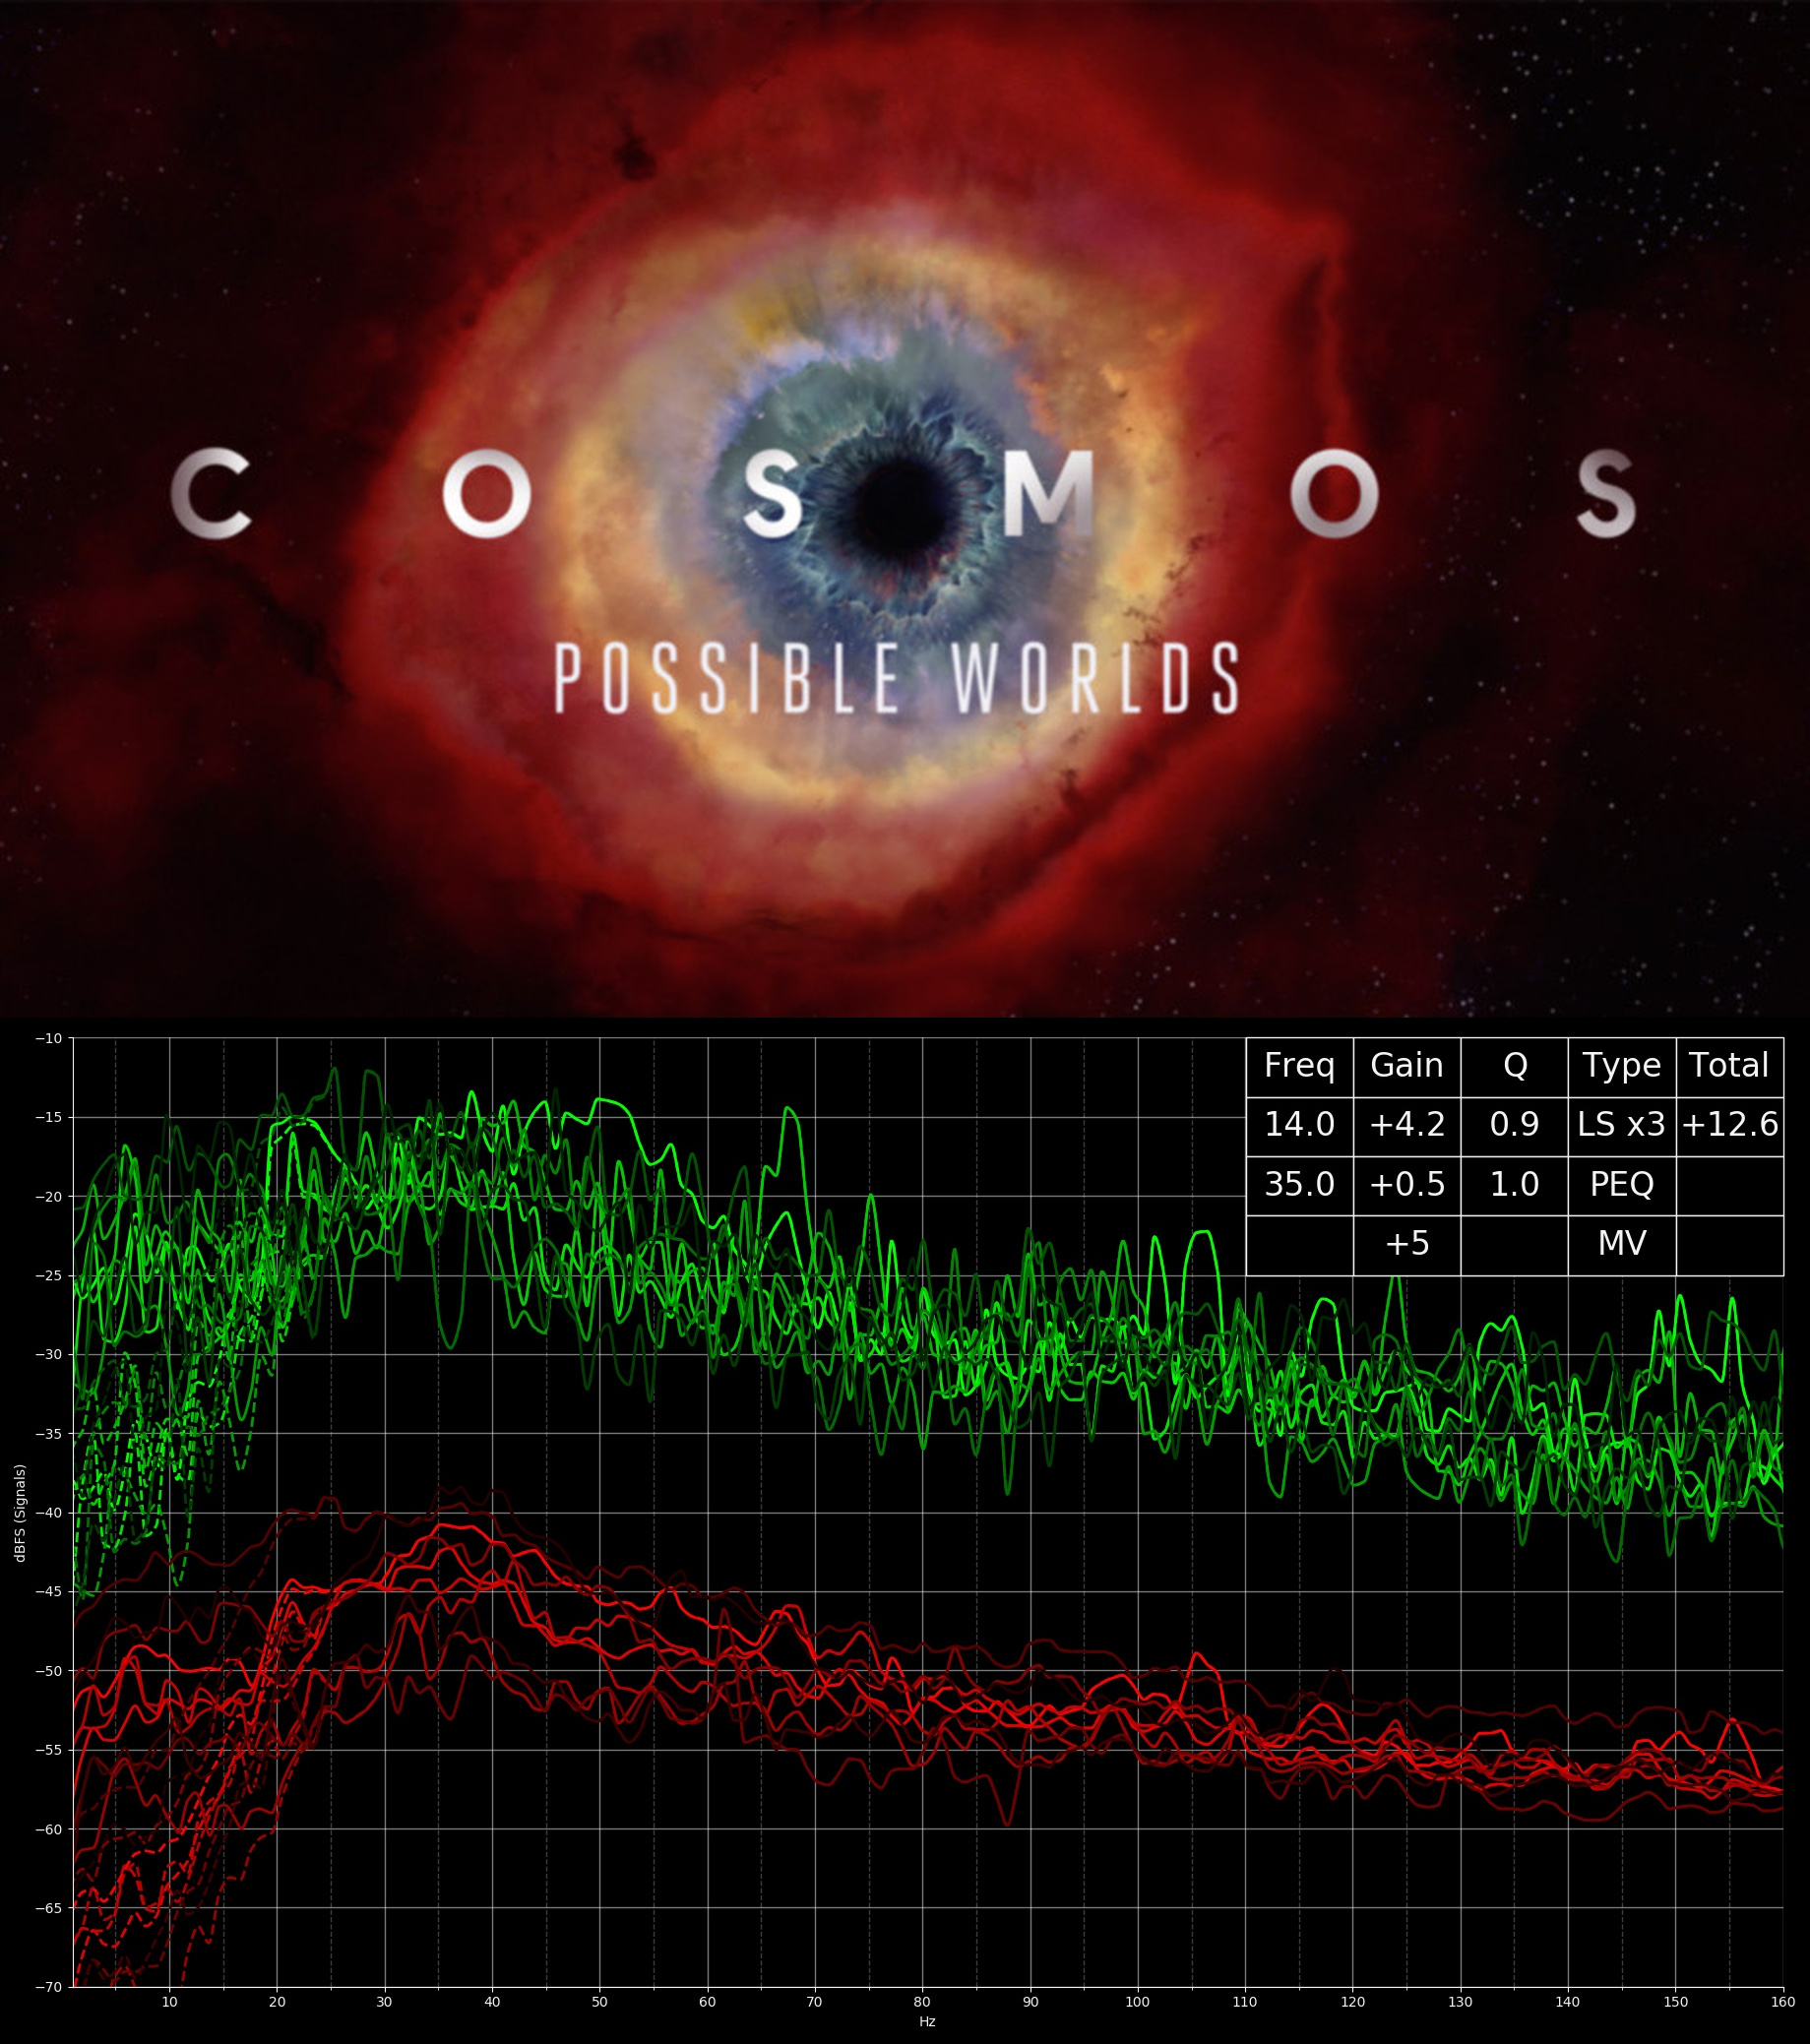 C O S M O S
POSSIBLE WORLDS
Freq Gain Q Type Total
14.0 +4.2 0.9 LS x3 +12.6
35.0 +0.5 1.0 PEQ
+5 MV
−10
−15
−20
−25
−30
−35
−40
−45
−50
−55
−60
−65
−70
dBFS (Signals)
10 20 30 40 50 60 70 80 90 100 110 120 130 140 150 160
Hz